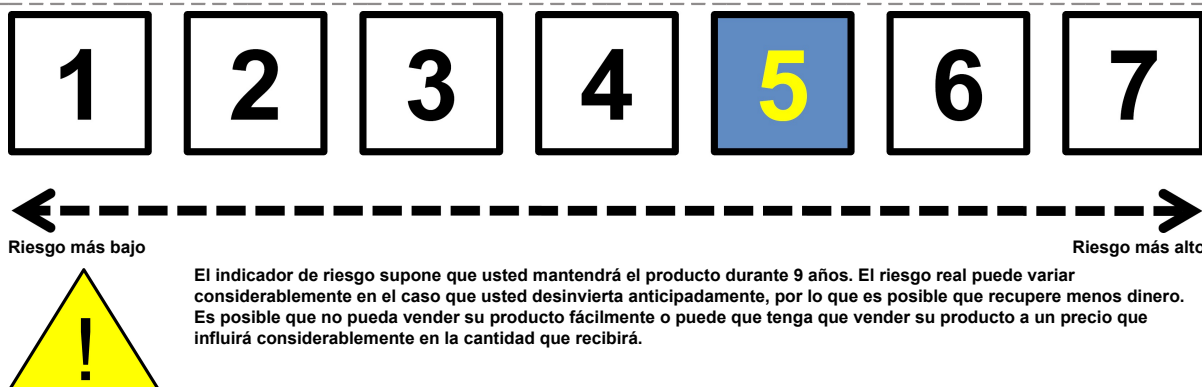 1 2 3 4 5 6 7
Riesgo más bajo Riesgo más alto
El indicador de riesgo supone que usted mantendrá el producto durante 9 años. El riesgo real puede variar
considerablemente en el caso que usted desinvierta anticipadamente, por lo que es posible que recupere menos dinero.
Es posible que no pueda vender su producto fácilmente o puede que tenga que vender su producto a un precio que
influirá considerablemente en la cantidad que recibirá.
!